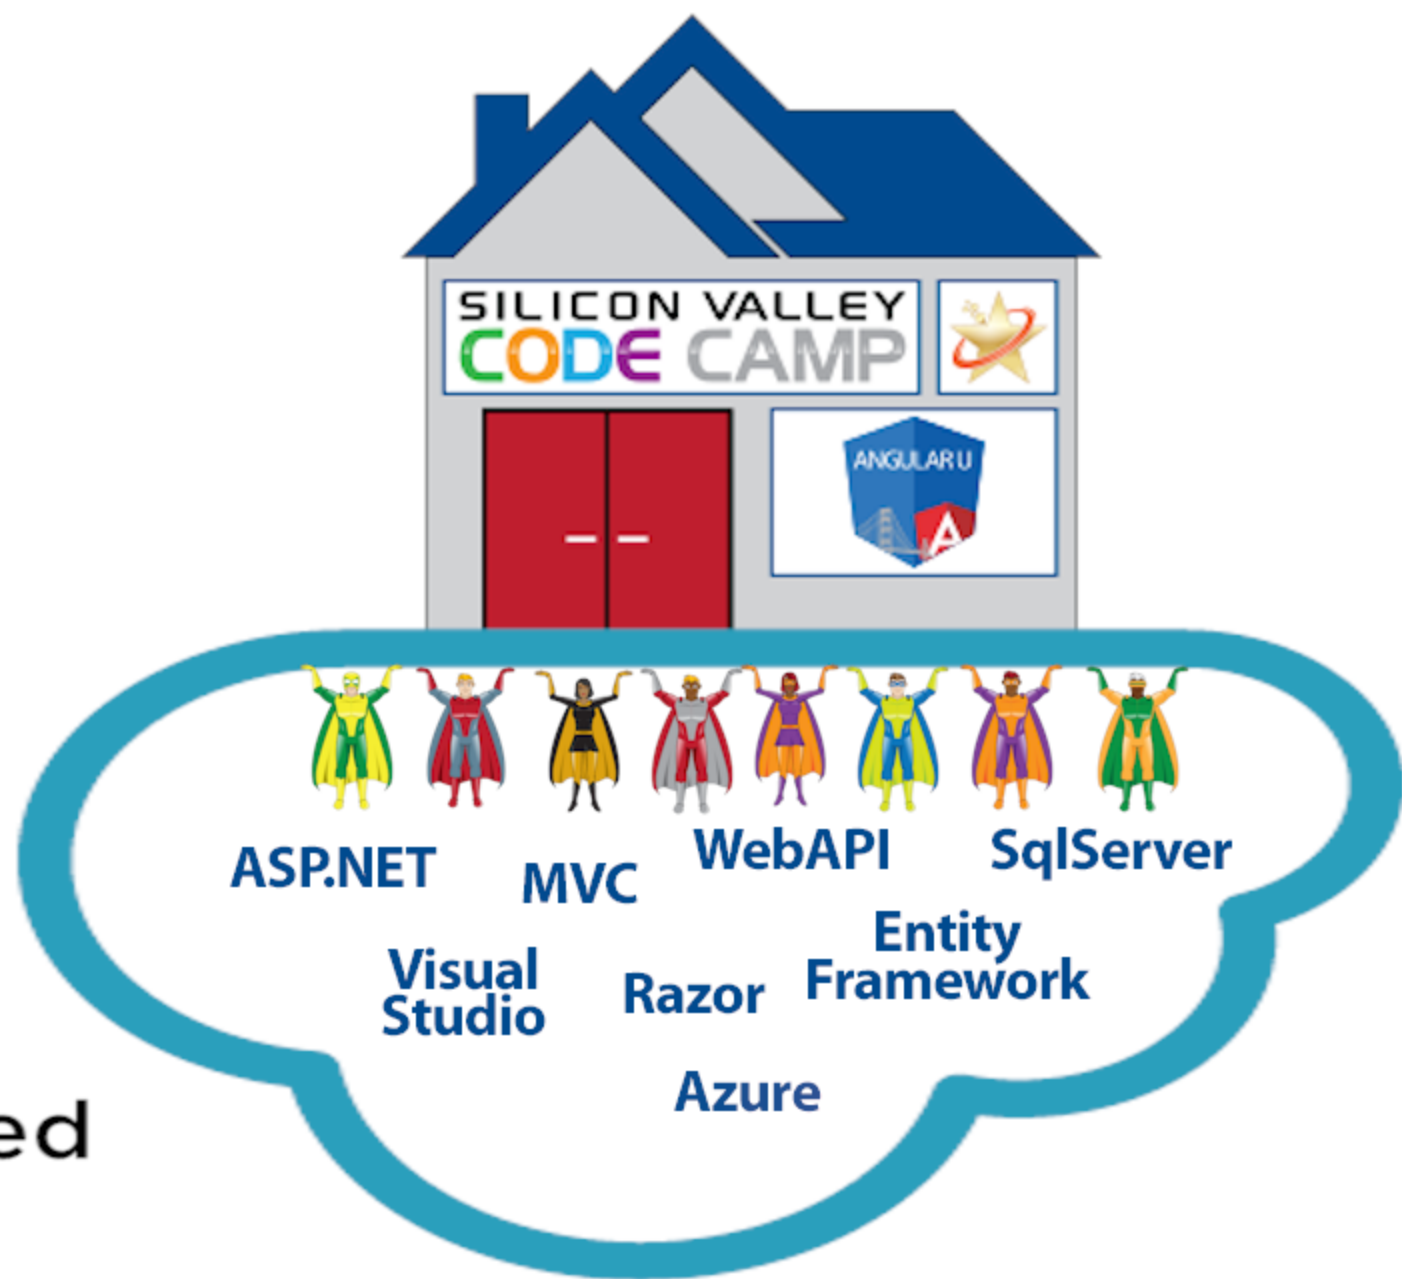 SILICON VALLEY
CODE CAMP
ANGULAR U
A
ASP.NET
MVC
WebAPI
SqlServer
Visual
Studio
Razor
Entity
Framework
Azure
ed